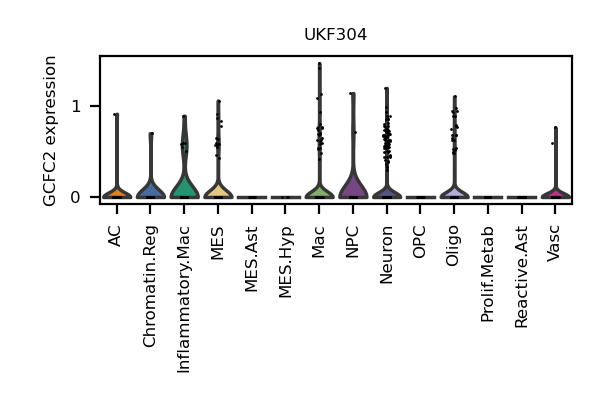 UKF304
GCFC2 expression
1
0
AC
Chromatin.Reg
Inflammatory.Mac
MES
MES.Ast
MES.Hyp
Mac
NPC
Neuron
OPC
Oligo
Prolif.Metab
Reactive.Ast
Vasc